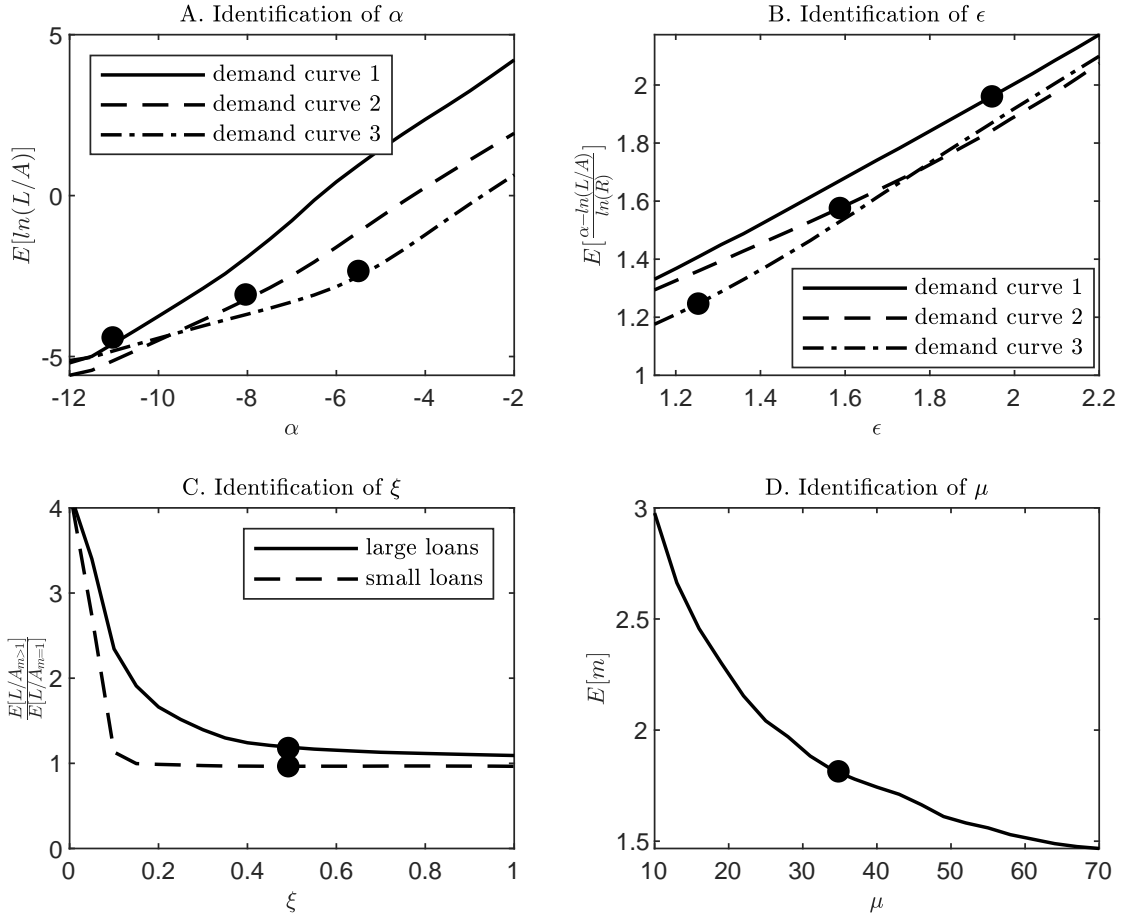 A. Identification of α
5
0
-5
E[ln(L/A)]
demand curve 1
demand curve 2
demand curve 3
-12 -10 -8 -6 -4 -2
α
B. Identification of ϵ
2
1.8
1.6
1.4
1.2
1
E[α−ln(L/A)/ln(R)]
demand curve 1
demand curve 2
demand curve 3
1.2 1.4 1.6 1.8 2 2.2
ϵ
C. Identification of ξ
4
3
2
1
0
E[L/A_{m>1}]/E[L/A_{m=1}]
large loans
small loans
0 0.2 0.4 0.6 0.8 1
ξ
D. Identification of μ
3
2.5
2
1.5
E[m]
10 20 30 40 50 60 70
μ